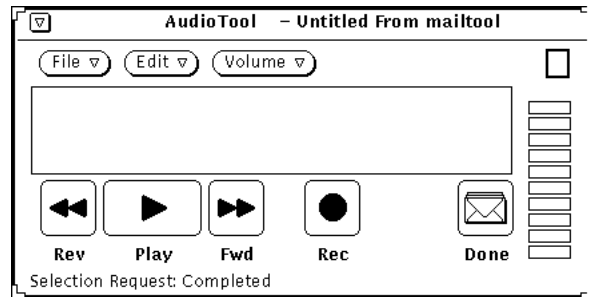 AudioTool – Untitled From mailtool
File Edit Volume
Rev Play Fwd Rec Done
Selection Request: Completed